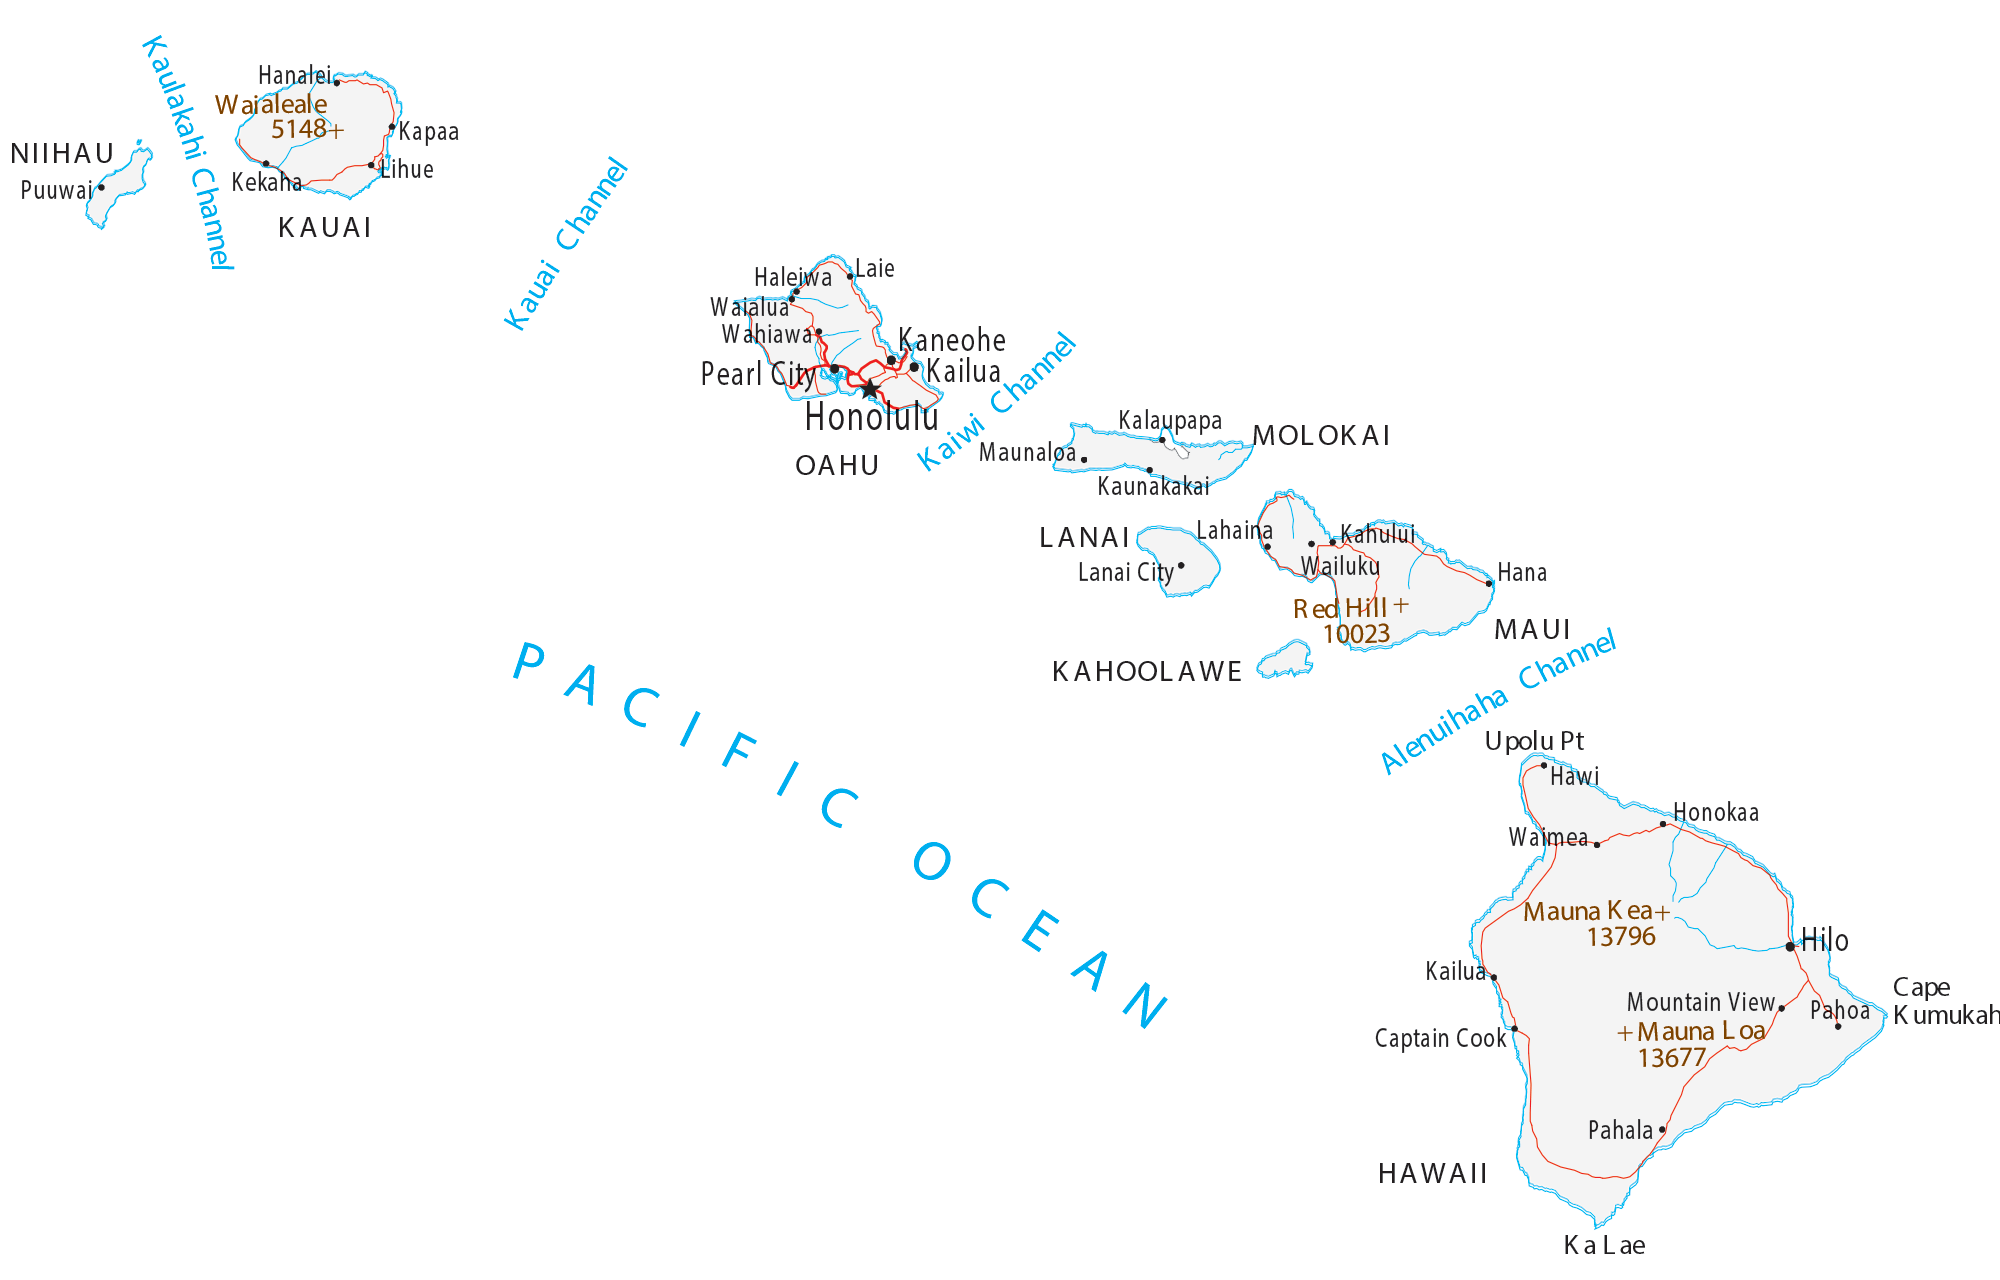 Kaulakahi Channel
Hanalei
Waialeale
5148
Kapaa
NIIHAU
Puuwai
Lihue
Kekaha
KAUAI
Kauai Channel
Laie
Haleiwa
Waialua
Wahiawa
Kaneohe
Pearl City
Kailua
Honolulu
OAHU
Kaiwi Channel
Kalaupapa
MOLOKAI
Maunaloa
Kaunakakai
LANAI
Lanai City
Lahaina
Kahului
Wailuku
Hana
Red Hill
10023
MAUI
KAHOOLAWE
Alenuihaha Channel
PACIFIC OCEAN
Upolu Pt
Hawi
Honokaa
Waimea
Mauna Kea
13796
Hilo
Kailua
Cape
Kumukah
Mountain View
Pahoa
Mauna Loa
13677
Captain Cook
Pahala
HAWAII
Ka Lae